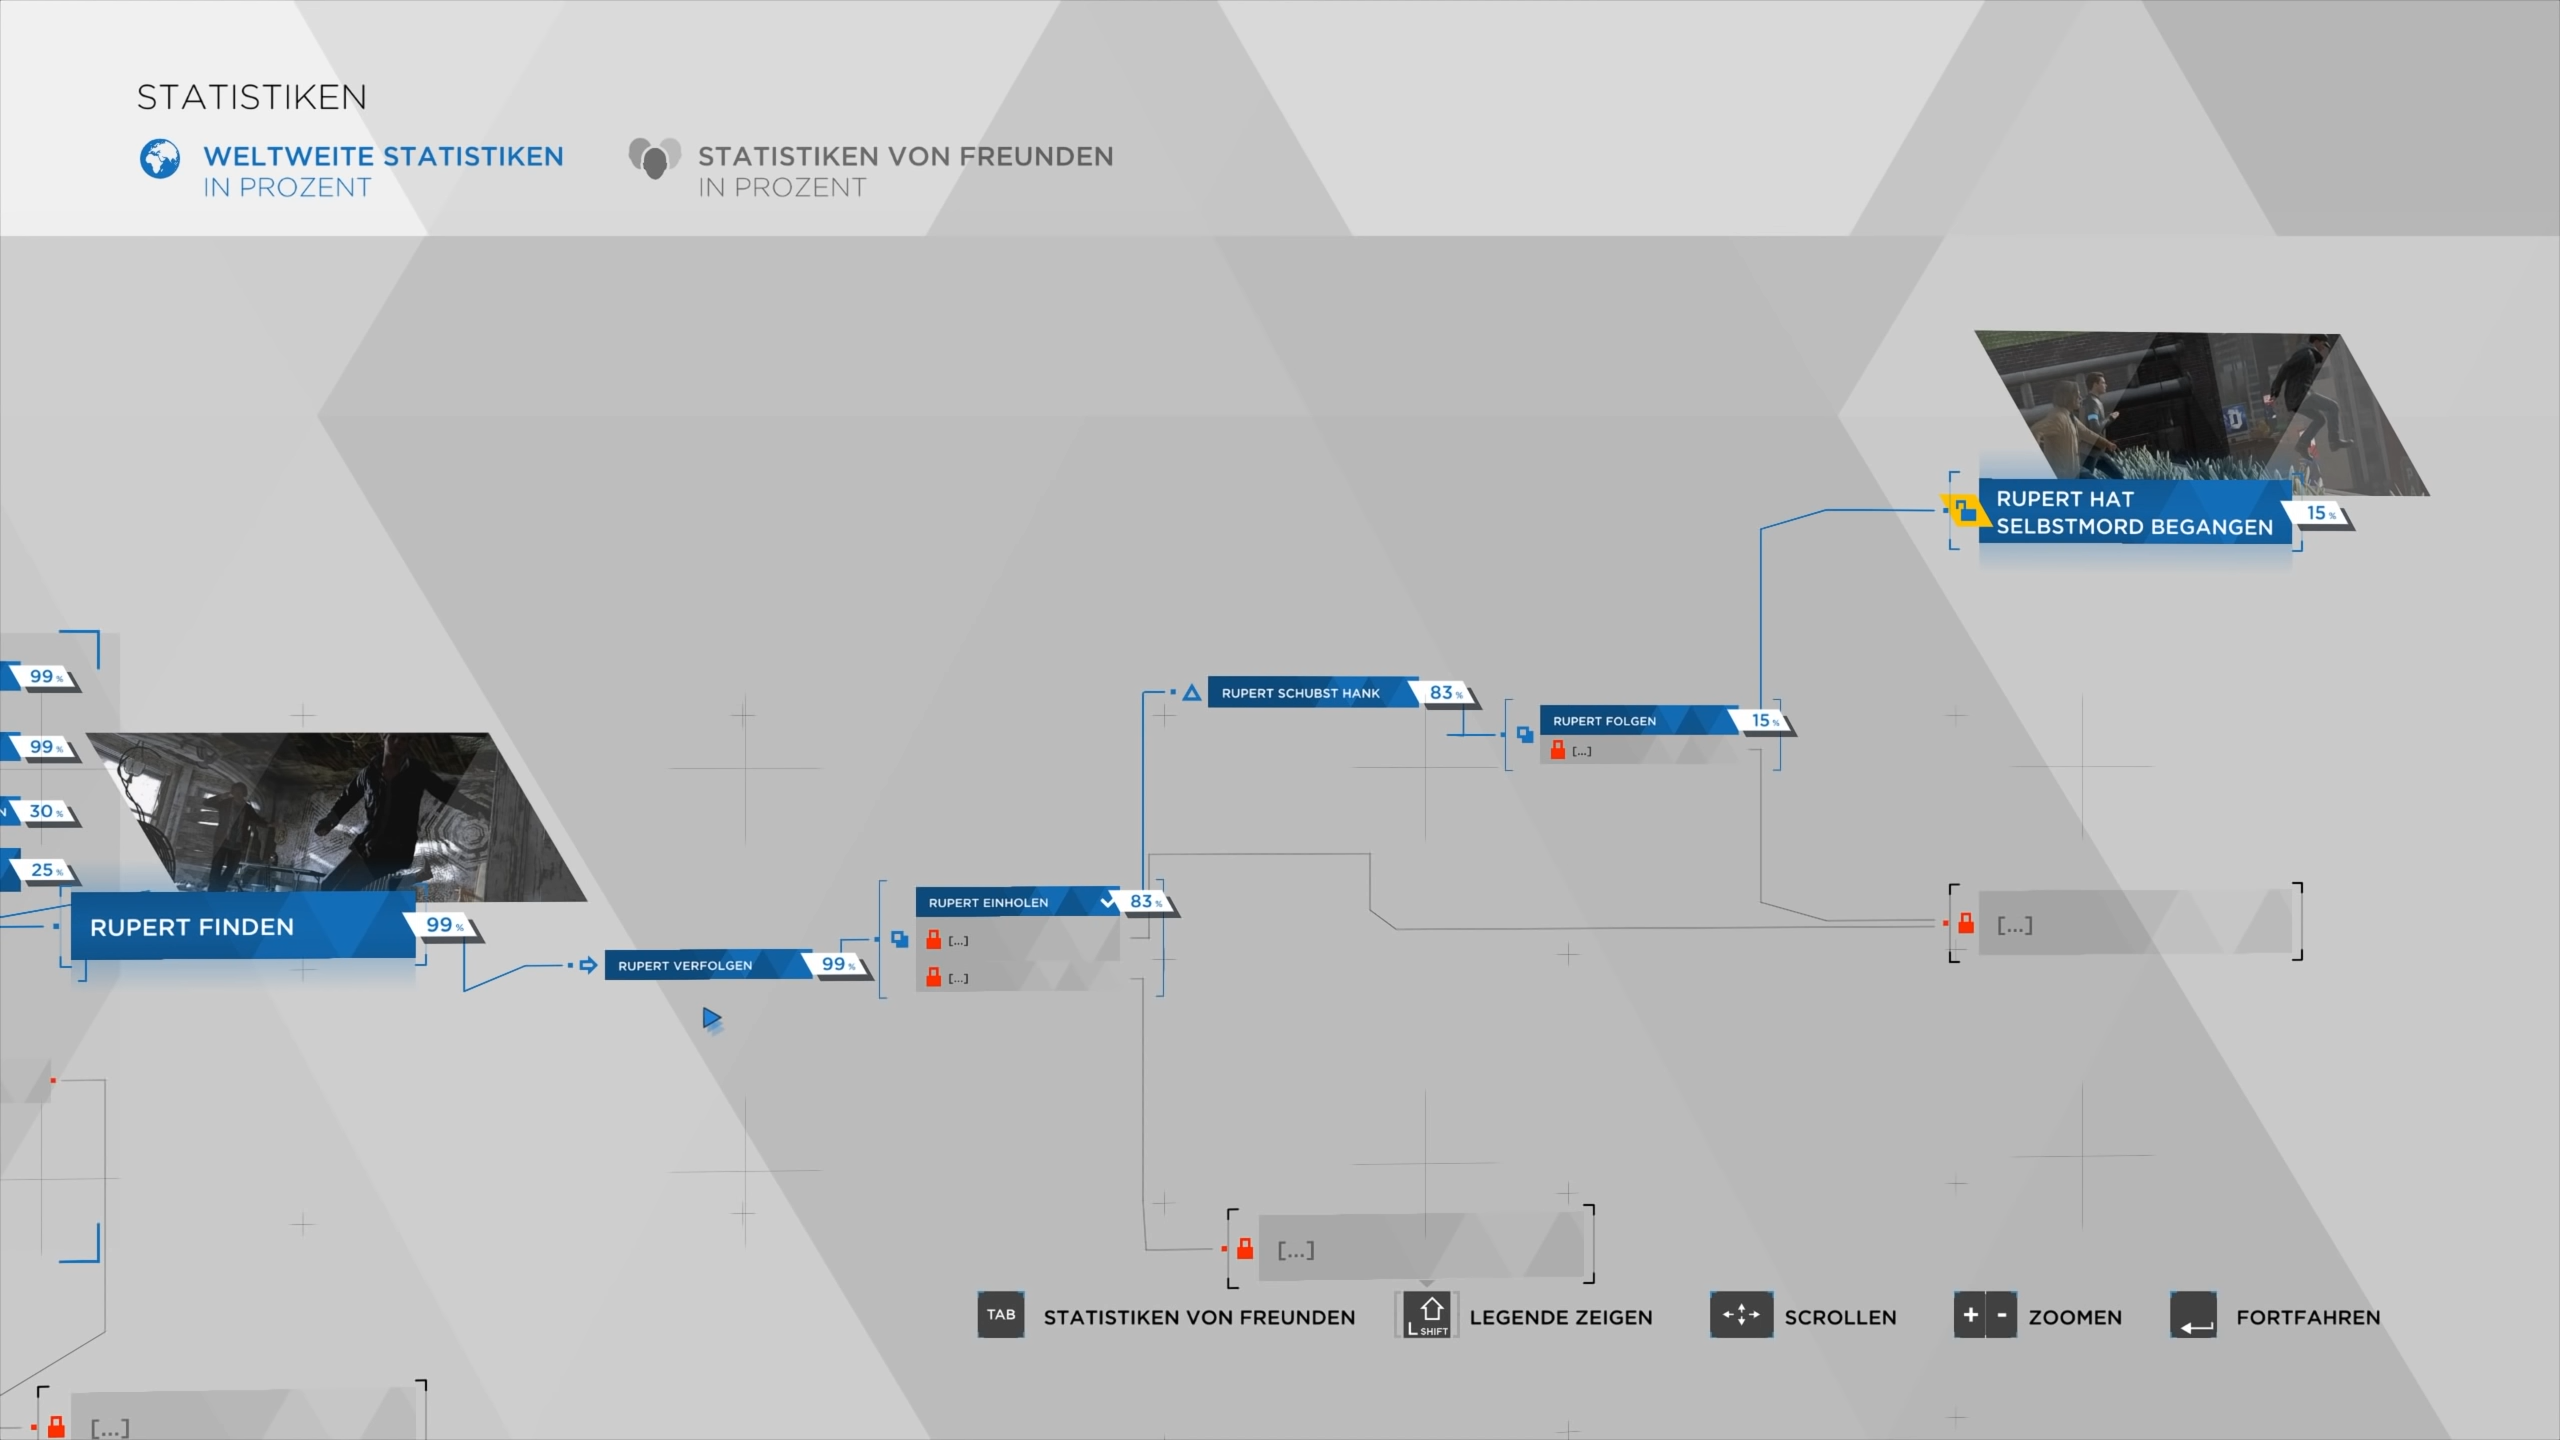 STATISTIKEN
WELTWEITE STATISTIKEN
IN PROZENT
STATISTIKEN VON FREUNDEN
IN PROZENT
RUPERT HAT
SELBSTMORD BEGANGEN
15 %
99 %
99 %
N 30 %
25 %
RUPERT FINDEN
99 %
RUPERT VERFOLGEN
99 %
RUPERT EINHOLEN
83 %
[...]
[...]
RUPERT SCHUBST HANK
83 %
RUPERT FOLGEN
15 %
[...]
[...]
[...]
[...]
TAB
STATISTIKEN VON FREUNDEN
L SHIFT
LEGENDE ZEIGEN
SCROLLEN
+ -
ZOOMEN
FORTFAHREN